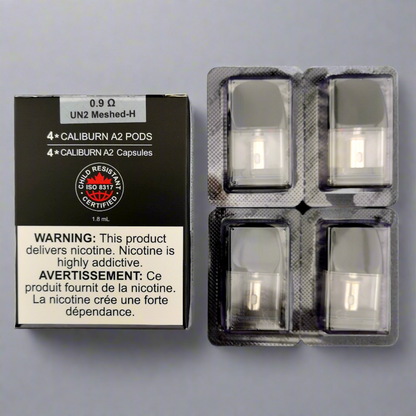 0.9 Ω
UN2 Meshed-H
4* CALIBURN A2 PODS
4* CALIBURN A2 Capsules
CHILD RESISTANT
ISO 8317
CERTIFIED
1.8 mL
WARNING: This product
delivers nicotine. Nicotine is
highly addictive.
AVERTISSEMENT: Ce
produit fournit de la nicotine.
La nicotine crée une forte
dépendance.